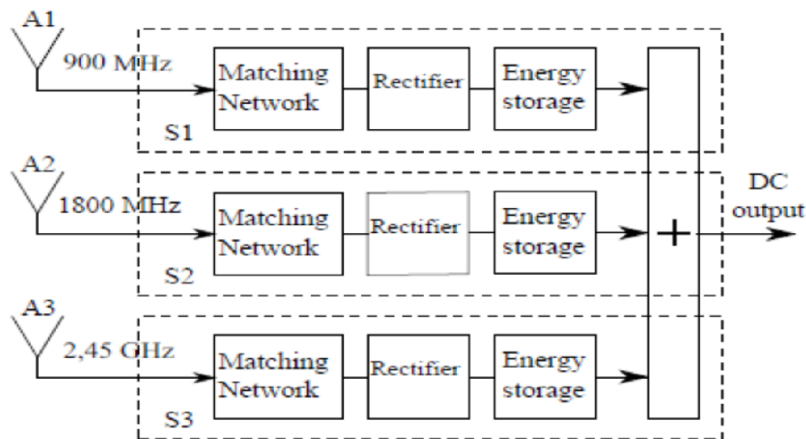 A1
900 MHz
Matching
Network
Rectifier
Energy
storage
S1
A2
1800 MHz
Matching
Network
Rectifier
Energy
storage
S2
+
DC
output
A3
2,45 GHz
Matching
Network
Rectifier
Energy
storage
S3